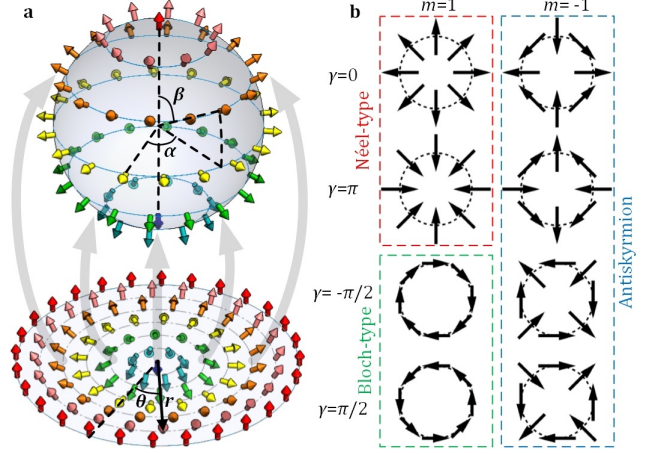 a
β
α
θ
r
b
m=1
m= -1
γ=0
γ=π
γ= -π/2
γ=π/2
Néel-type
Bloch-type
Antiskyrmion